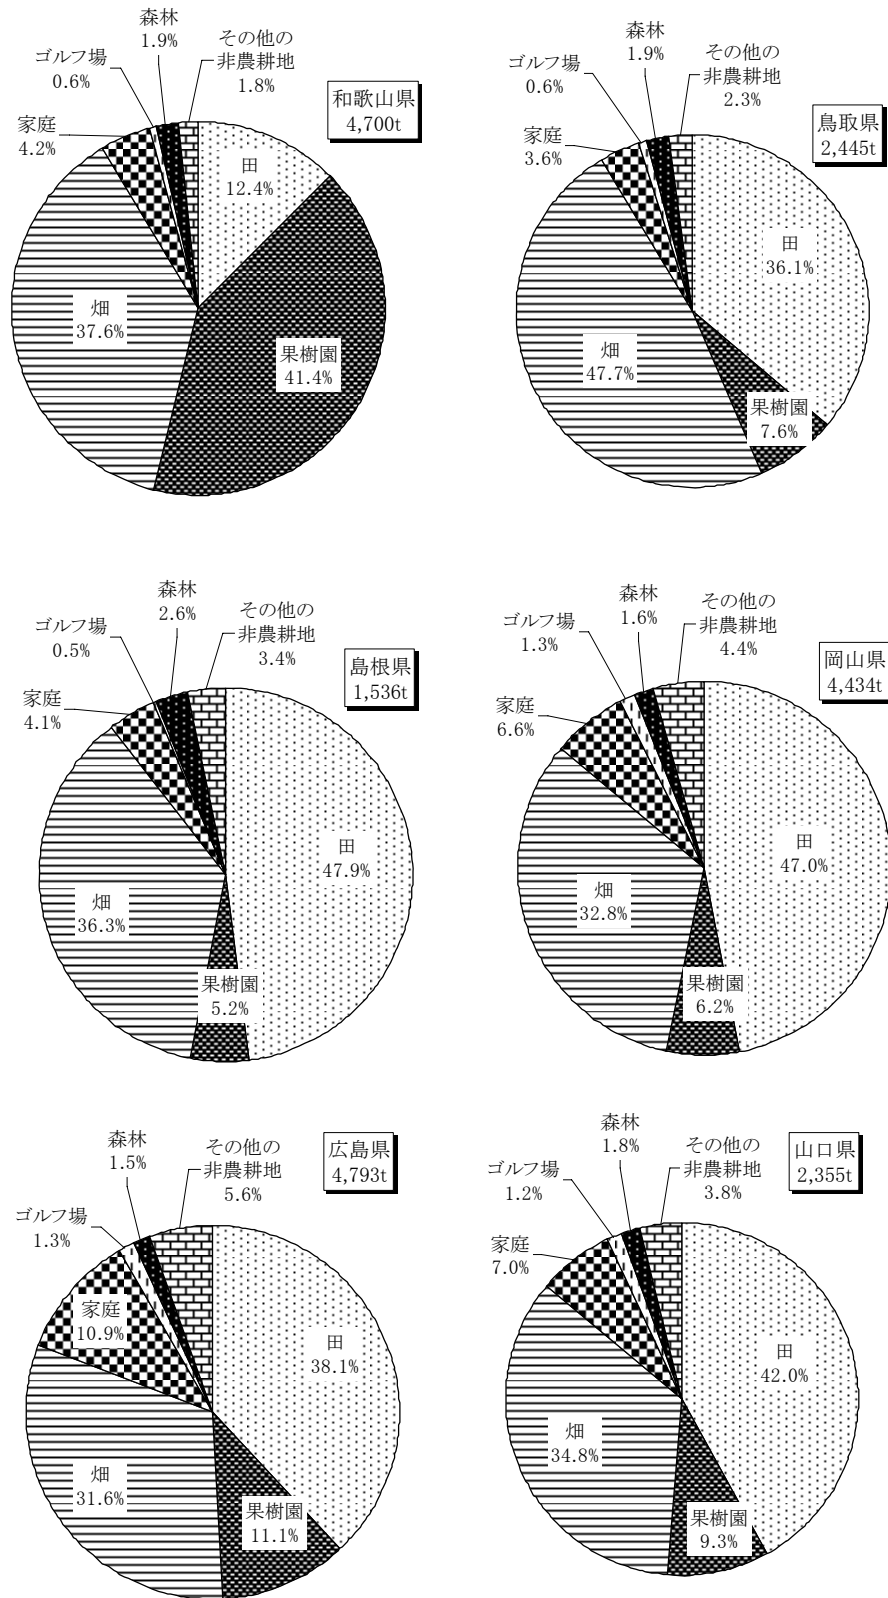 森林
1.9%
その他の
非農耕地
1.8%
ゴルフ場
0.6%
家庭
4.2%
和歌山県
4,700t
田
12.4%
畑
37.6%
果樹園
41.4%
森林
1.9%
その他の
非農耕地
2.3%
ゴルフ場
0.6%
家庭
3.6%
鳥取県
2,445t
田
36.1%
畑
47.7%
果樹園
7.6%
森林
2.6%
その他の
非農耕地
3.4%
ゴルフ場
0.5%
家庭
4.1%
島根県
1,536t
田
47.9%
畑
36.3%
果樹園
5.2%
森林
1.6%
その他の
非農耕地
4.4%
ゴルフ場
1.3%
家庭
6.6%
岡山県
4,434t
田
47.0%
畑
32.8%
果樹園
6.2%
森林
1.5%
その他の
非農耕地
5.6%
ゴルフ場
1.3%
家庭
10.9%
広島県
4,793t
田
38.1%
畑
31.6%
果樹園
11.1%
森林
1.8%
その他の
非農耕地
3.8%
ゴルフ場
1.2%
家庭
7.0%
山口県
2,355t
田
42.0%
畑
34.8%
果樹園
9.3%